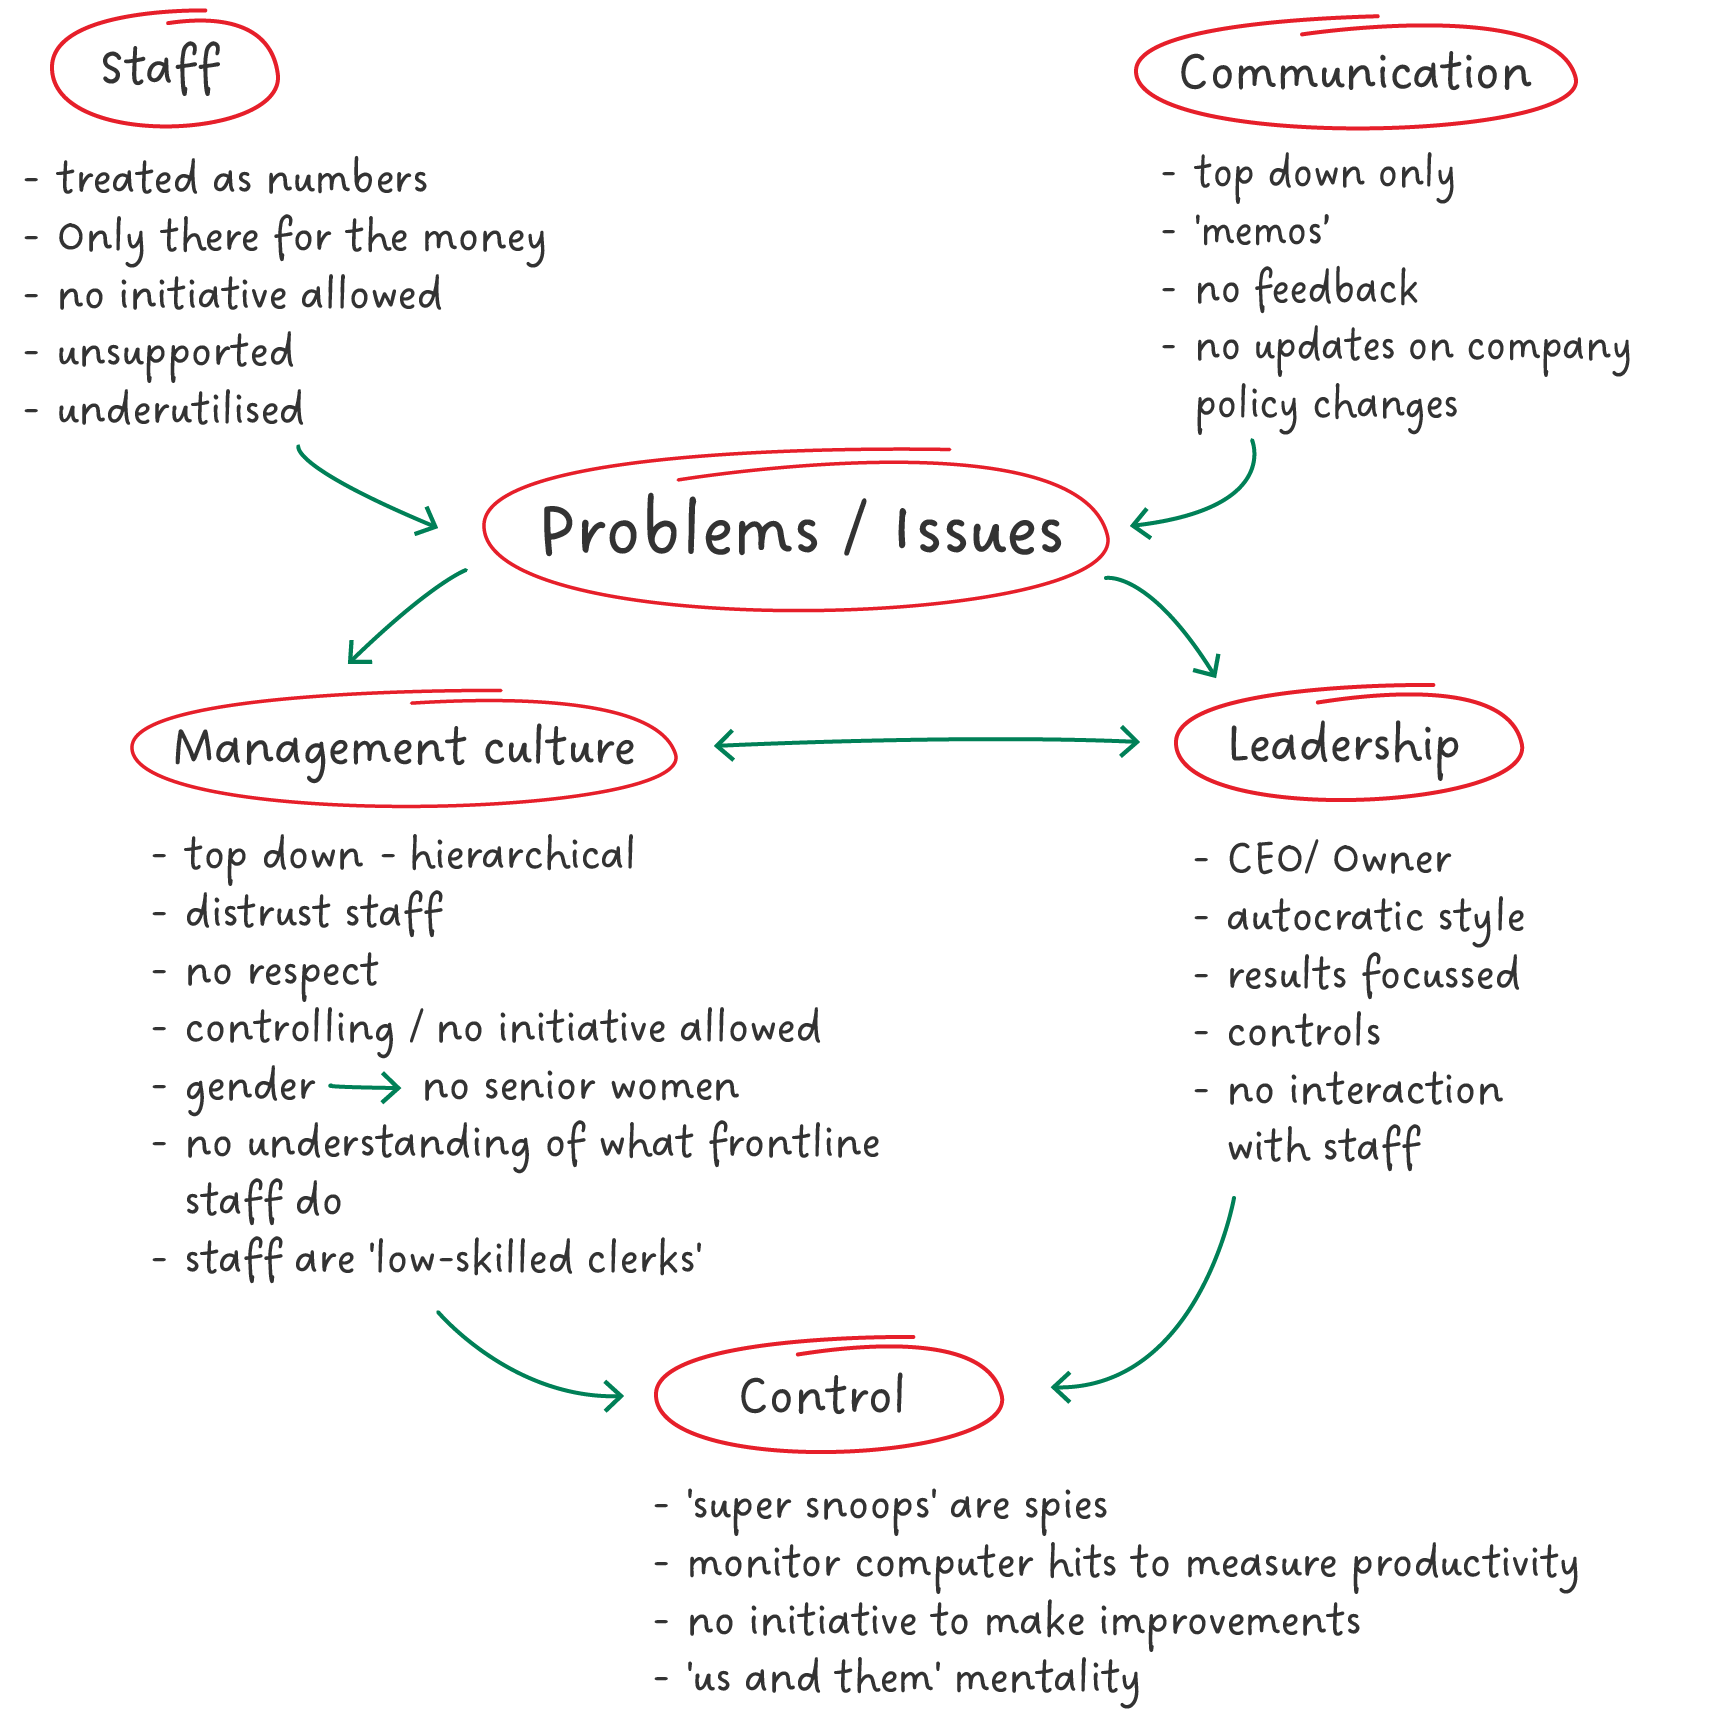 Staff
- treated as numbers
- Only there for the money
- no initiative allowed
- unsupported
- underutilised
Communication
- top down only
- 'memos'
- no feedback
- no updates on company
policy changes
Problems / Issues
Management culture
- top down - hierarchical
- distrust staff
- no respect
- controlling / no initiative allowed
- gender → no senior women
- no understanding of what frontline
staff do
- staff are 'low-skilled clerks'
Leadership
- CEO/ Owner
- autocratic style
- results focussed
- controls
- no interaction
with staff
Control
- 'super snoops' are spies
- monitor computer hits to measure productivity
- no initiative to make improvements
- 'us and them' mentality